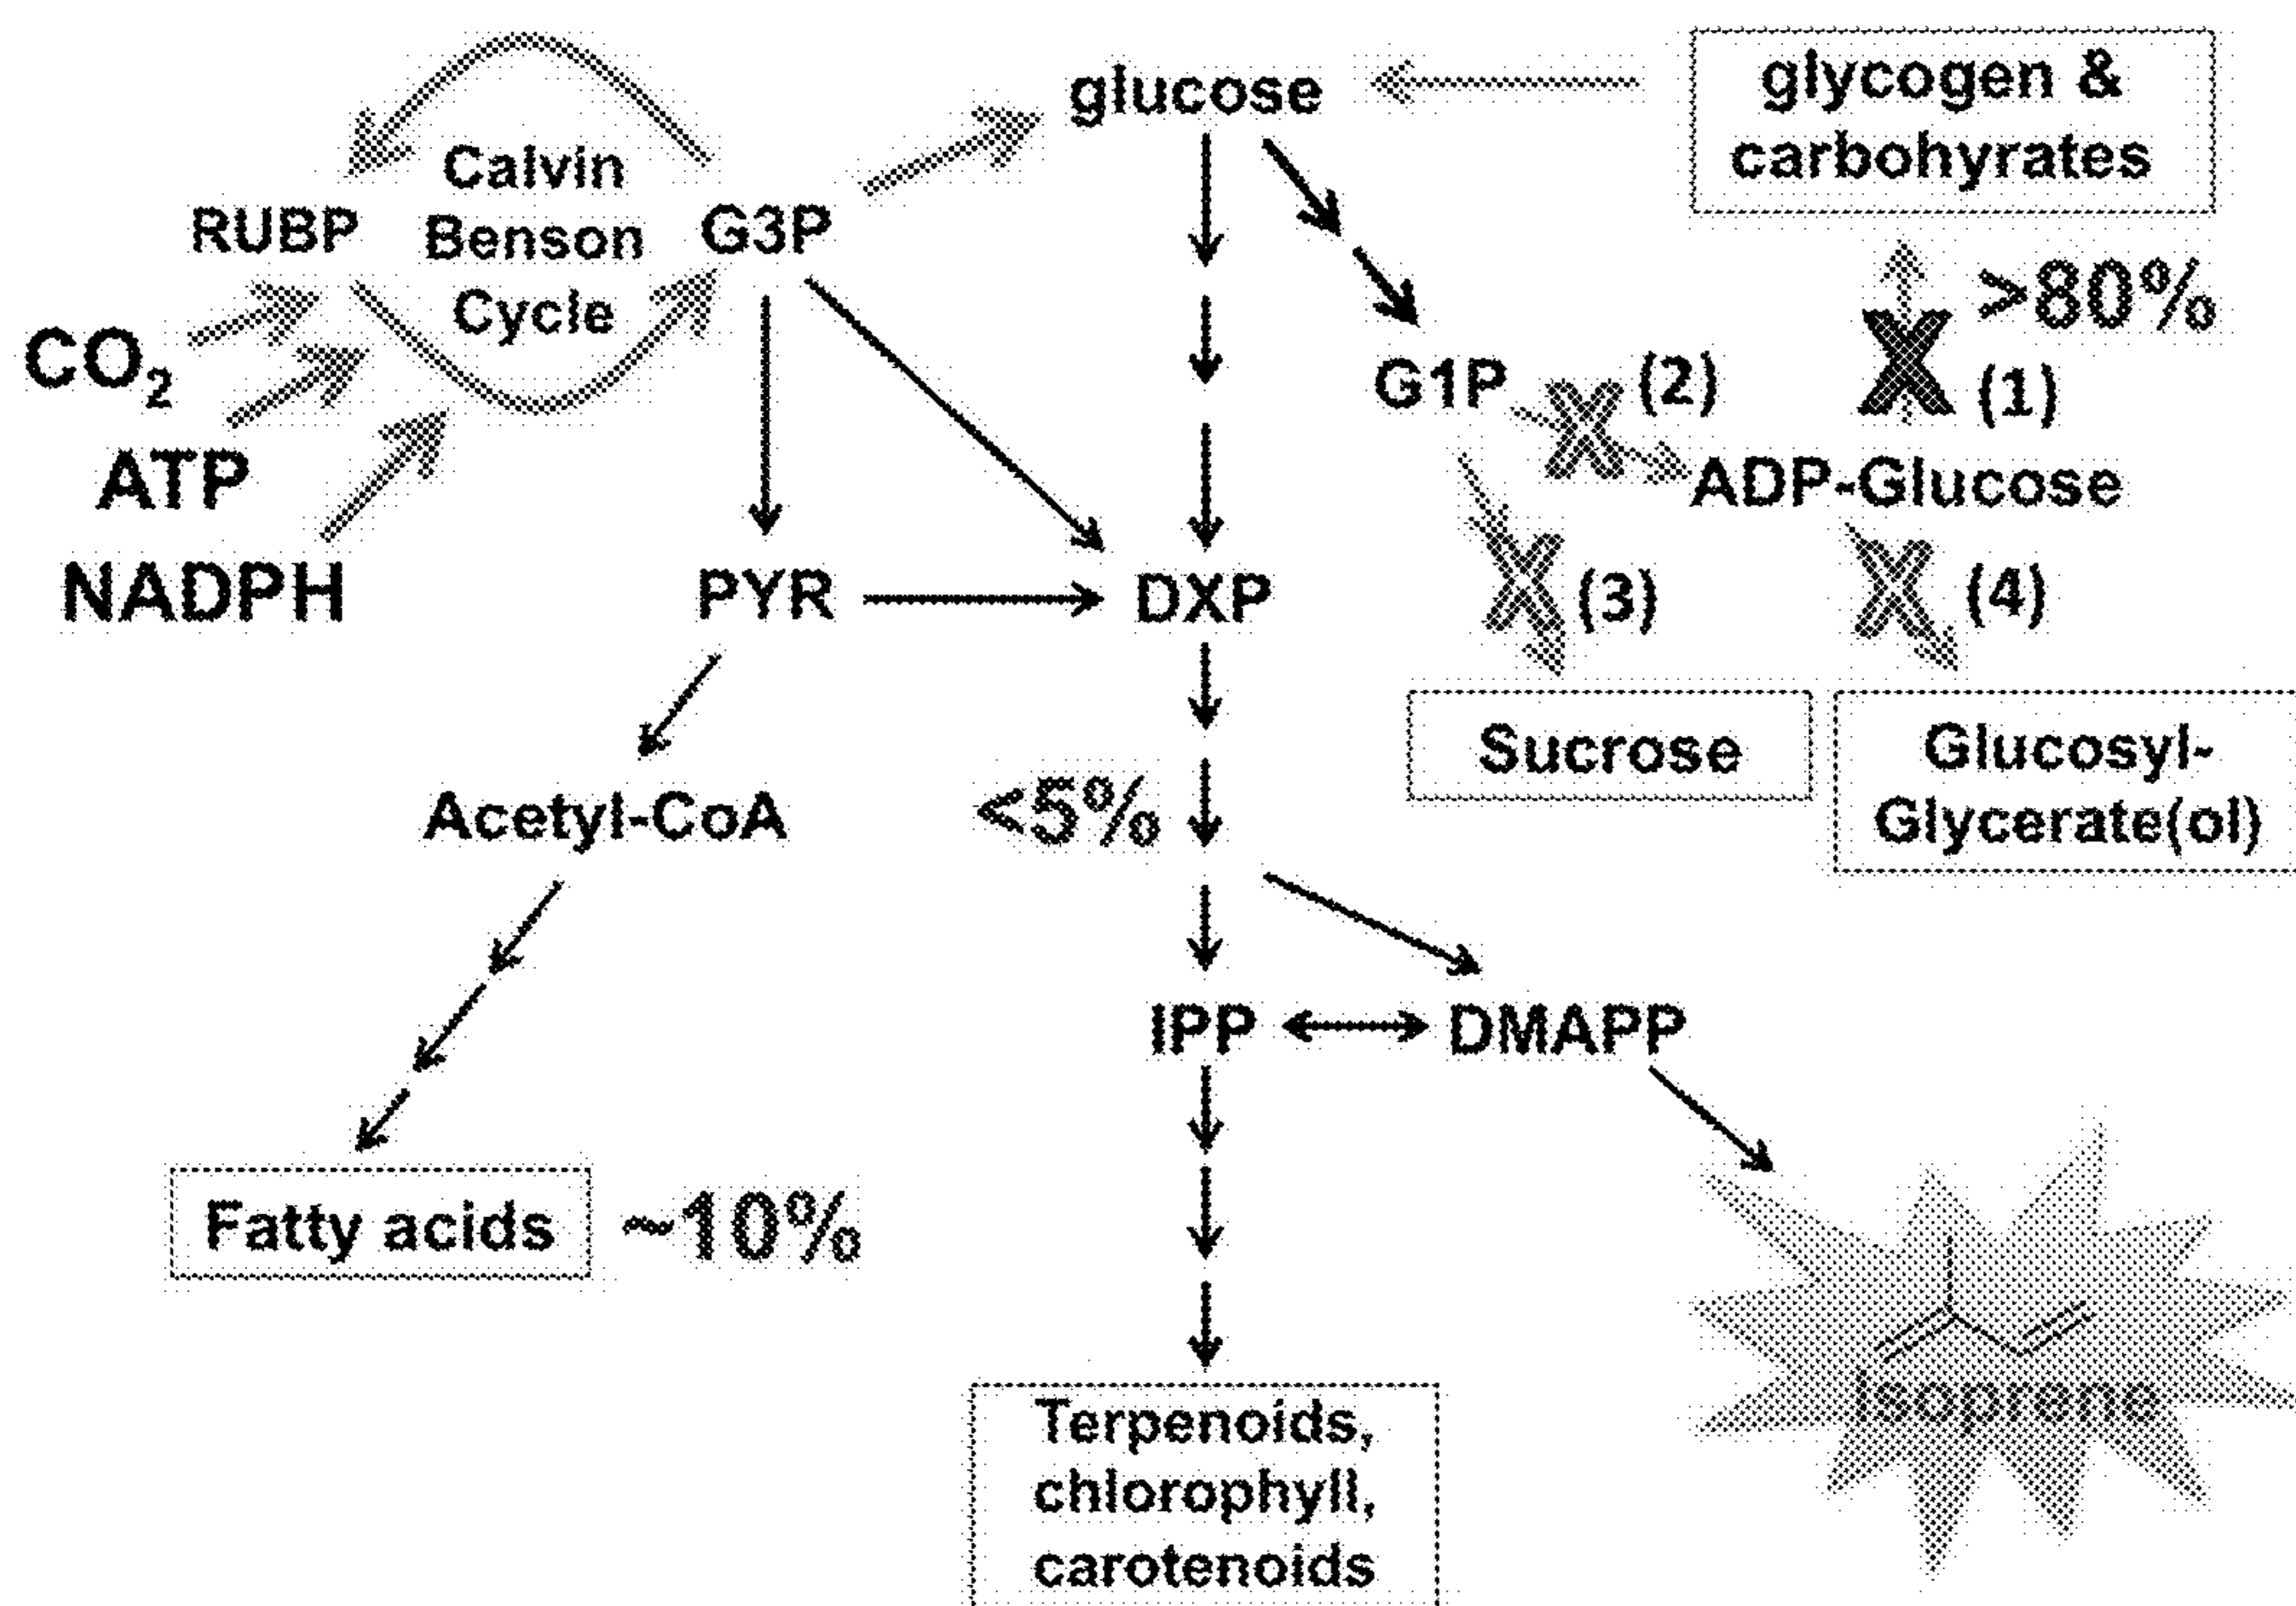 glucose
glycogen &
carbohyrates
Calvin
Benson
Cycle
RUBP
G3P
CO₂
ATP
NADPH
>80%
(1)
G1P
(2)
ADP-Glucose
PYR
DXP
(3)
(4)
Sucrose
Glucosyl-
Glycerate(ol)
Acetyl-CoA
<5%
IPP
DMAPP
Fatty acids
~10%
Isoprene
Terpenoids,
chlorophyll,
carotenoids